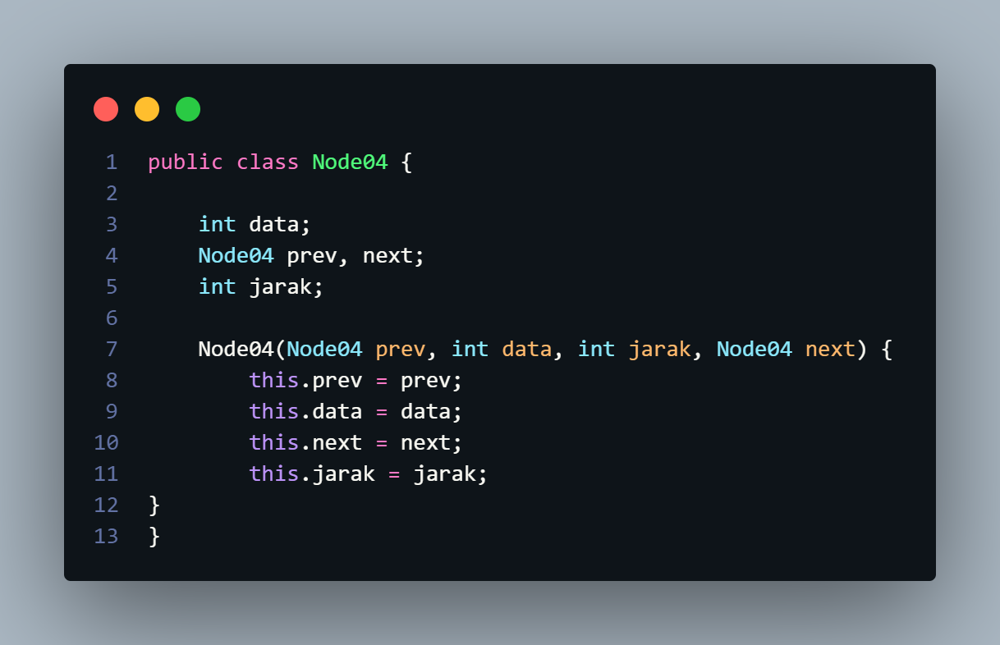 1 public class Node04 {
2
3     int data;
4     Node04 prev, next;
5     int jarak;
6
7     Node04(Node04 prev, int data, int jarak, Node04 next) {
8         this.prev = prev;
9         this.data = data;
10         this.next = next;
11         this.jarak = jarak;
12 }
13 }